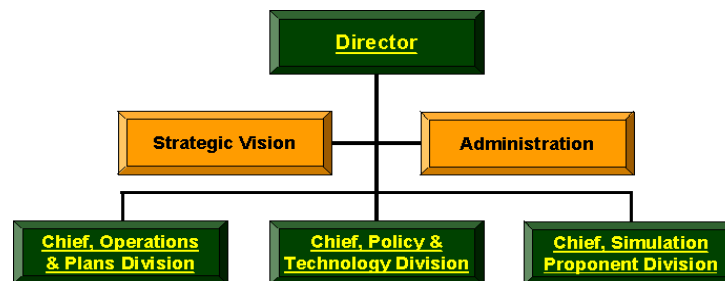 Director
Strategic Vision
Administration
Chief, Operations
& Plans Division
Chief, Policy &
Technology Division
Chief, Simulation
Proponent Division